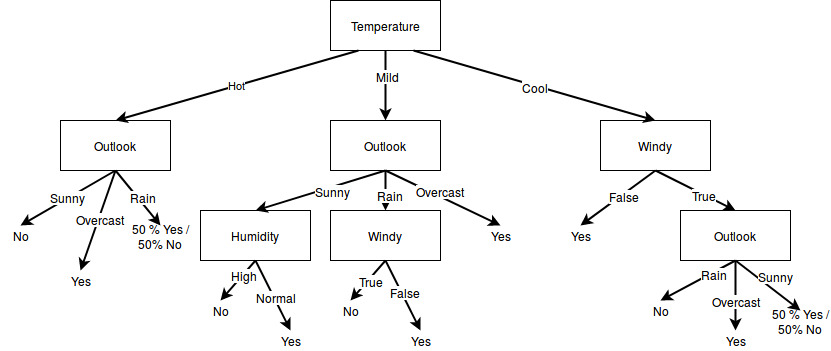 Temperature
Hot
Mild
Cool
Outlook
Outlook
Windy
Sunny
Overcast
Rain
Sunny
Rain
Overcast
False
True
No
Yes
50 % Yes /
50% No
Humidity
Windy
Yes
Yes
Outlook
High
Normal
True
False
Rain
Overcast
Sunny
No
Yes
No
Yes
No
Yes
50 % Yes /
50% No